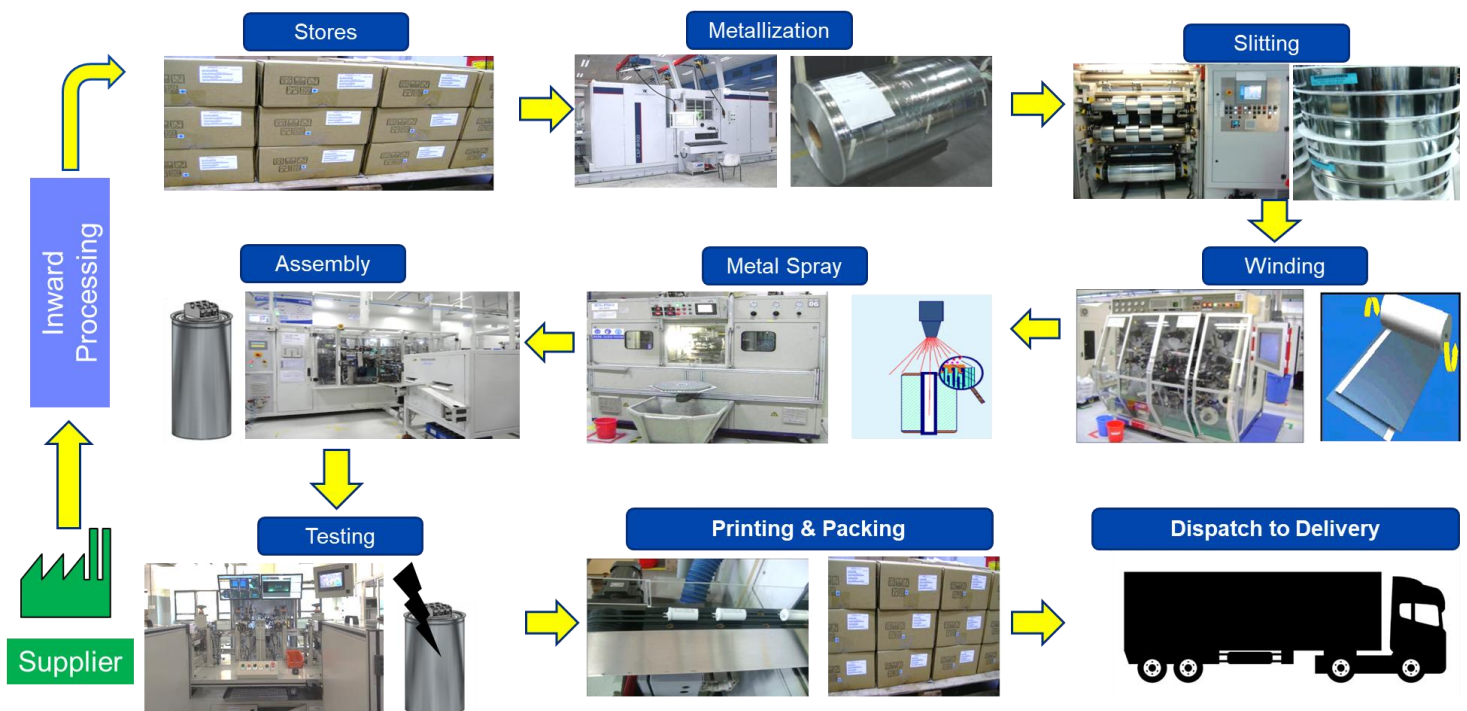 Stores
Metallization
Slitting
Inward
Processing
Assembly
Metal Spray
Winding
Testing
Printing & Packing
Dispatch to Delivery
Supplier